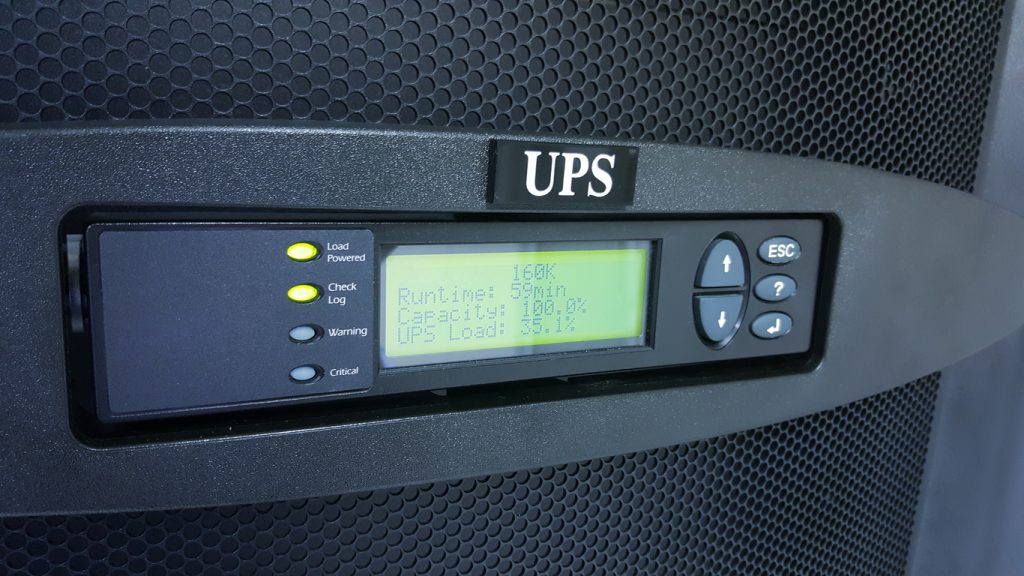 UPS
Load
Powered
Check
Log
Warning
Critical
160K
Runtime: 59min
Capacity: 100.0%
UPS Load: 35.1%
ESC
?